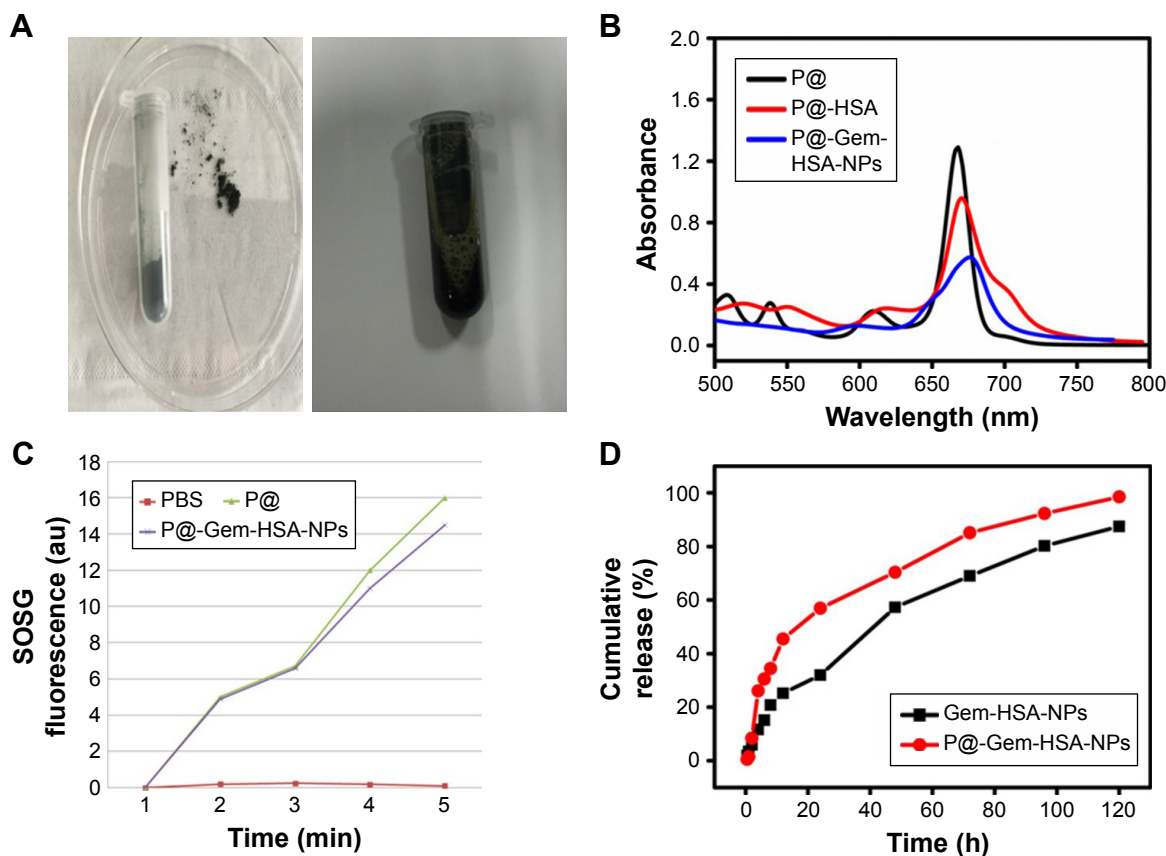 A
B
2.0
1.6
1.2
0.8
0.4
0.0
Absorbance
P@
P@-HSA
P@-Gem-
HSA-NPs
500 550 600 650 700 750 800
Wavelength (nm)
C
18
16
14
12
10
8
6
4
2
0
SOSG
fluorescence (au)
PBS P@
P@-Gem-HSA-NPs
1 2 3 4 5
Time (min)
D
100
80
60
40
20
0
Cumulative
release (%)
Gem-HSA-NPs
P@-Gem-HSA-NPs
0 20 40 60 80 100 120
Time (h)